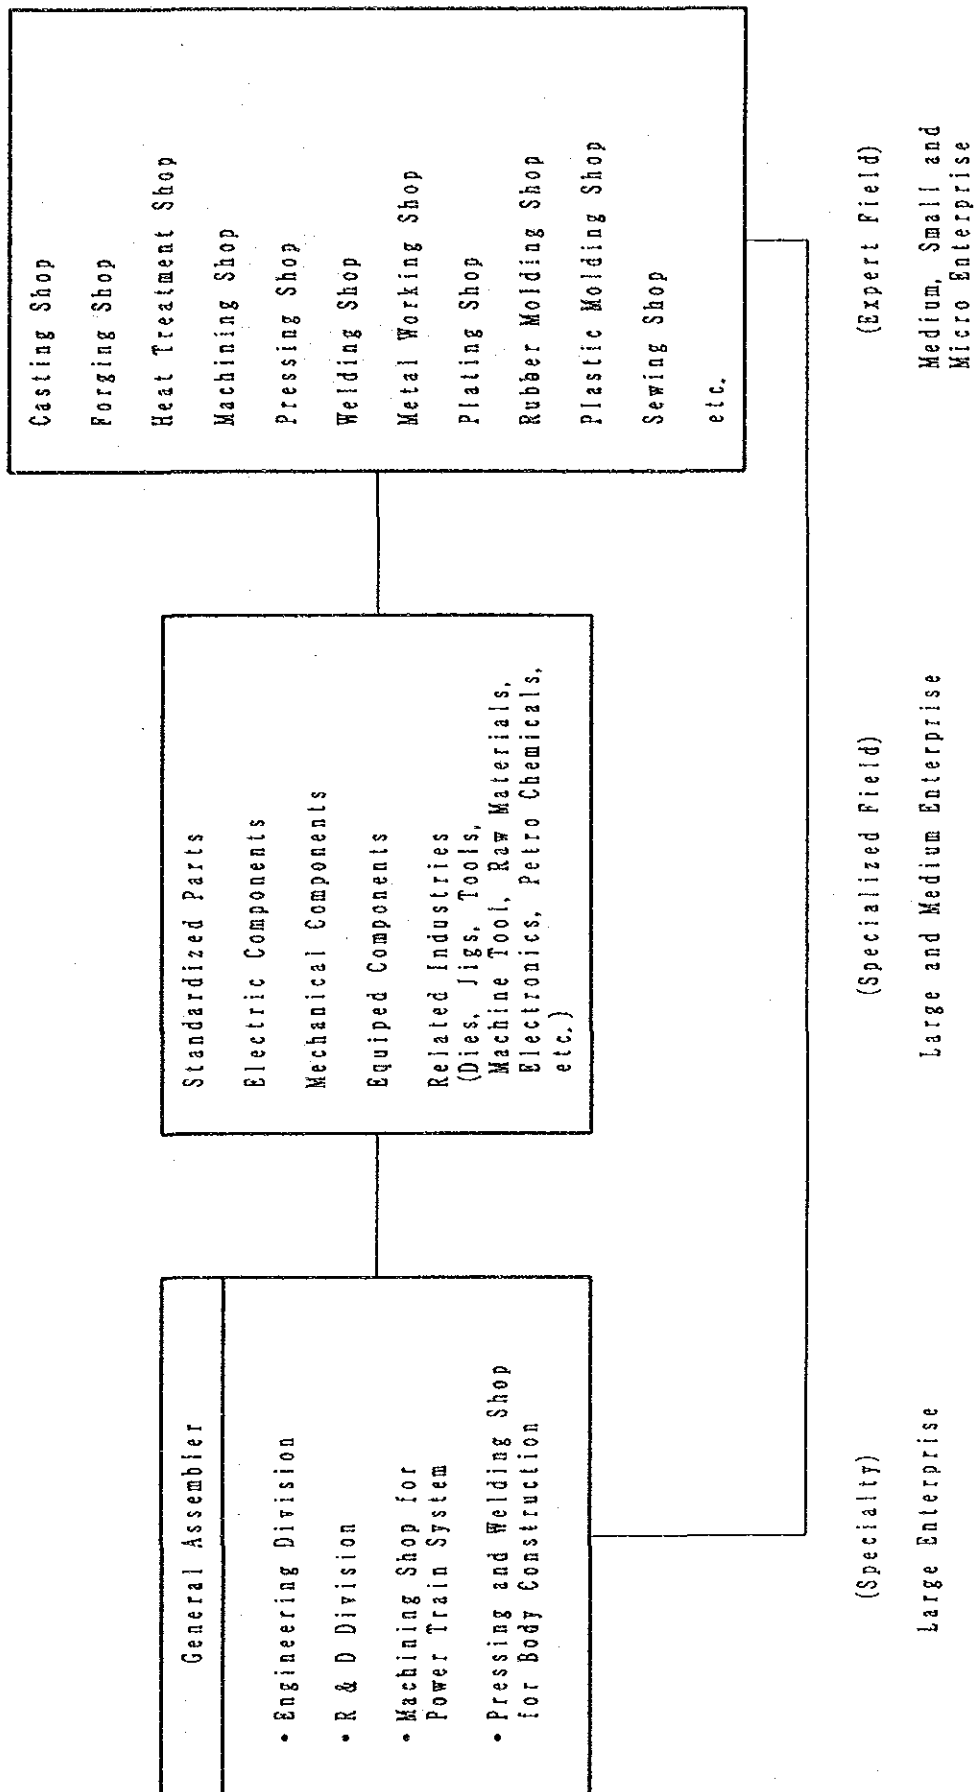 General Assembler
• Engineering Division
• R & D Division
• Machining Shop for
Power Train System
• Pressing and Welding Shop
for Body Construction
(Specialty)
Large Enterprise
Standardized Parts
Electric Components
Mechanical Components
Equiped Components
Related Industries
(Dies, Jigs, Tools,
Machine Tool, Raw Materials,
Electronics, Petro Chemicals,
etc.)
(Specialized Field)
Large and Medium Enterprise
Casting Shop
Forging Shop
Heat Treatment Shop
Machining Shop
Pressing Shop
Welding Shop
Metal Working Shop
Plating Shop
Rubber Molding Shop
Plastic Molding Shop
Sewing Shop
etc.
(Expert Field)
Medium, Small and
Micro Enterprise